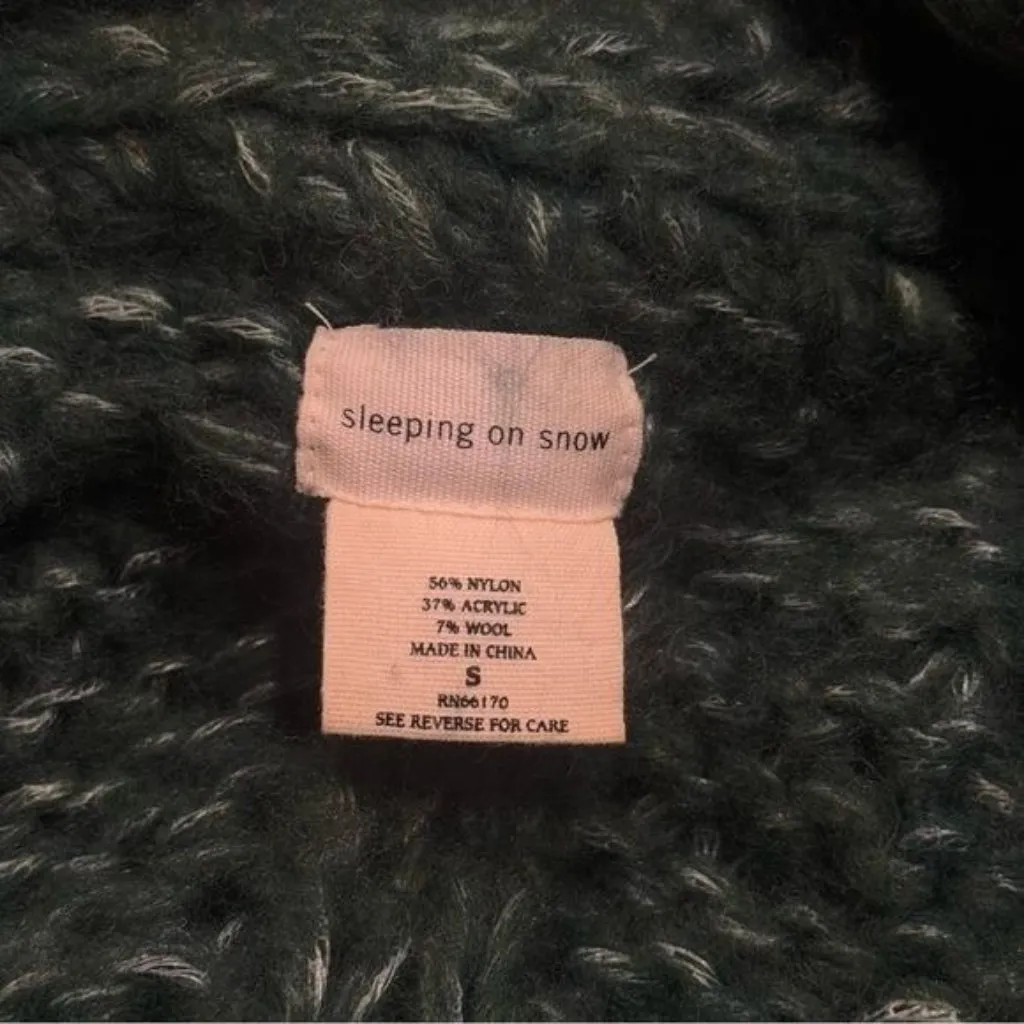 sleeping on snow
56% NYLON
37% ACRYLIC
7% WOOL
MADE IN CHINA
S
RN66170
SEE REVERSE FOR CARE